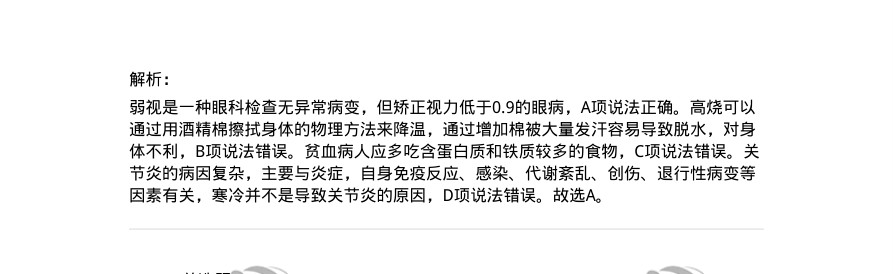 解析：
弱视是一种眼科检查无异常病变，但矫正视力低于0.9的眼病，A项说法正确。高烧可以
通过用酒精棉擦拭身体的物理方法来降温，通过增加棉被大量发汗容易导致脱水，对身
体不利，B项说法错误。贫血病人应多吃含蛋白质和铁质较多的食物，C项说法错误。关
节炎的病因复杂，主要与炎症，自身免疫反应、感染、代谢紊乱、创伤、退行性病变等
因素有关，寒冷并不是导致关节炎的原因，D项说法错误。故选A。